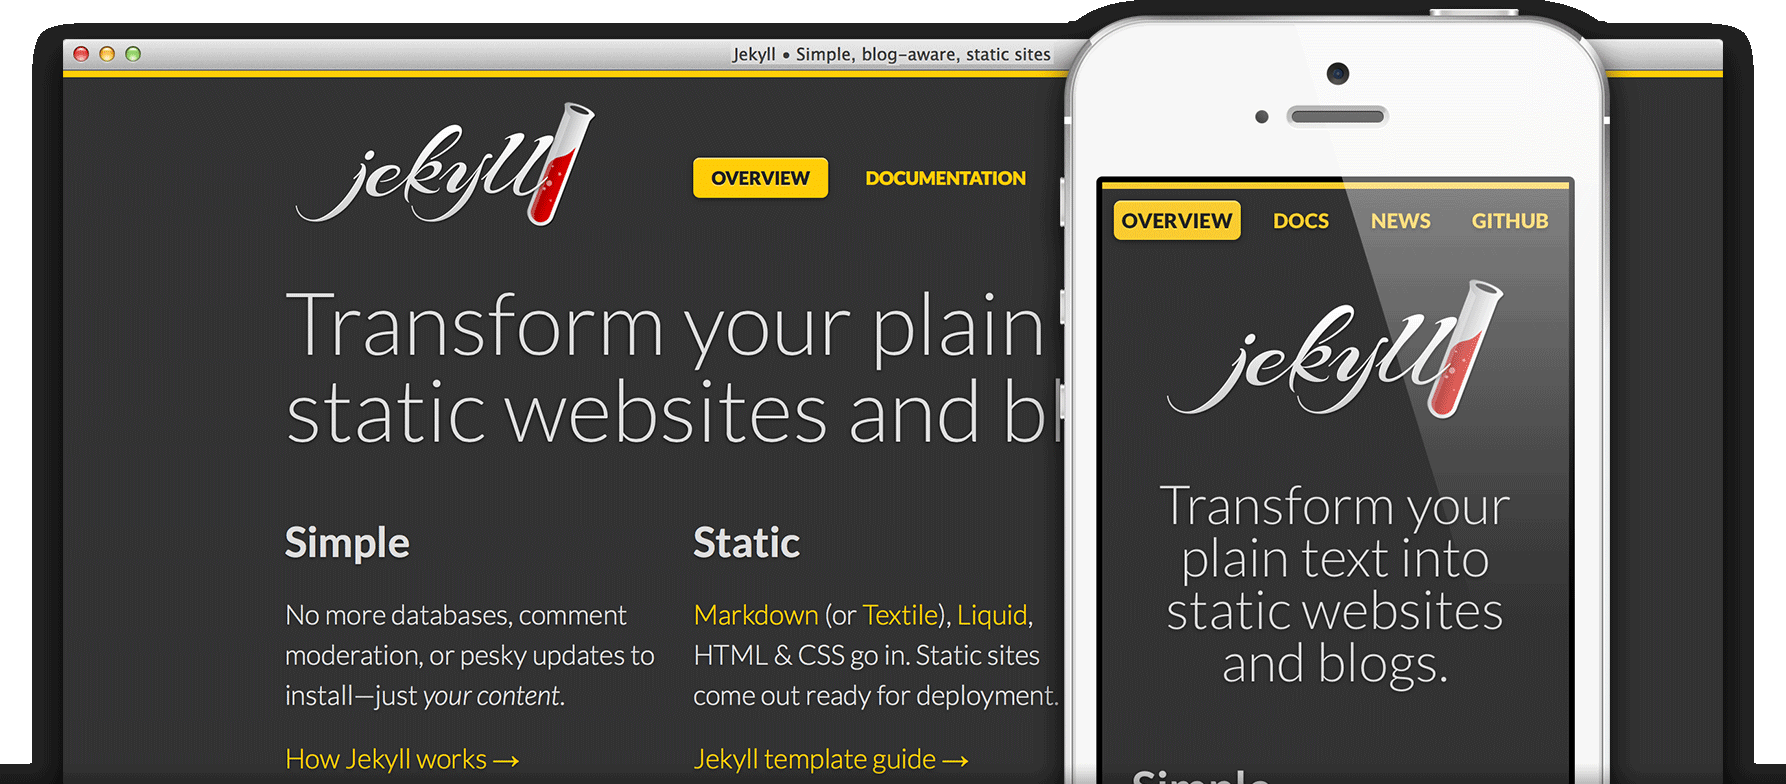 Jekyll • Simple, blog-aware, static sites
jekyll
OVERVIEW DOCUMENTATION
Transform your plain
static websites and bl
Simple
No more databases, comment
moderation, or pesky updates to
install—just your content.
How Jekyll works →
Static
Markdown (or Textile), Liquid,
HTML & CSS go in. Static sites
come out ready for deployment.
Jekyll template guide →
OVERVIEW DOCS NEWS GITHUB
jekyll
Transform your
plain text into
static websites
and blogs.
Simple